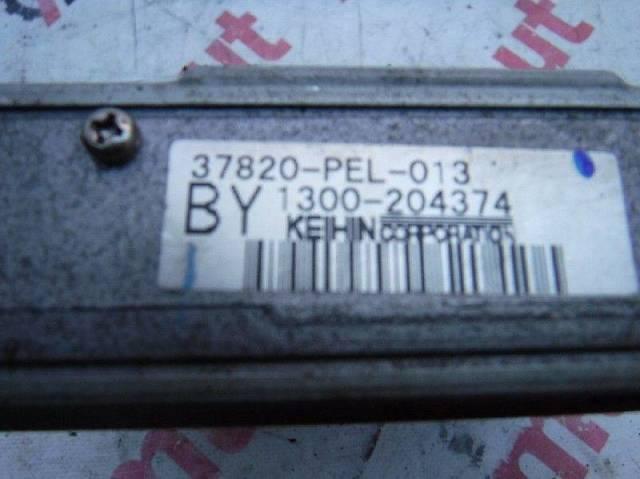 37820-PEL-013
BY 1300-204374
KEIHIN CORPORATION